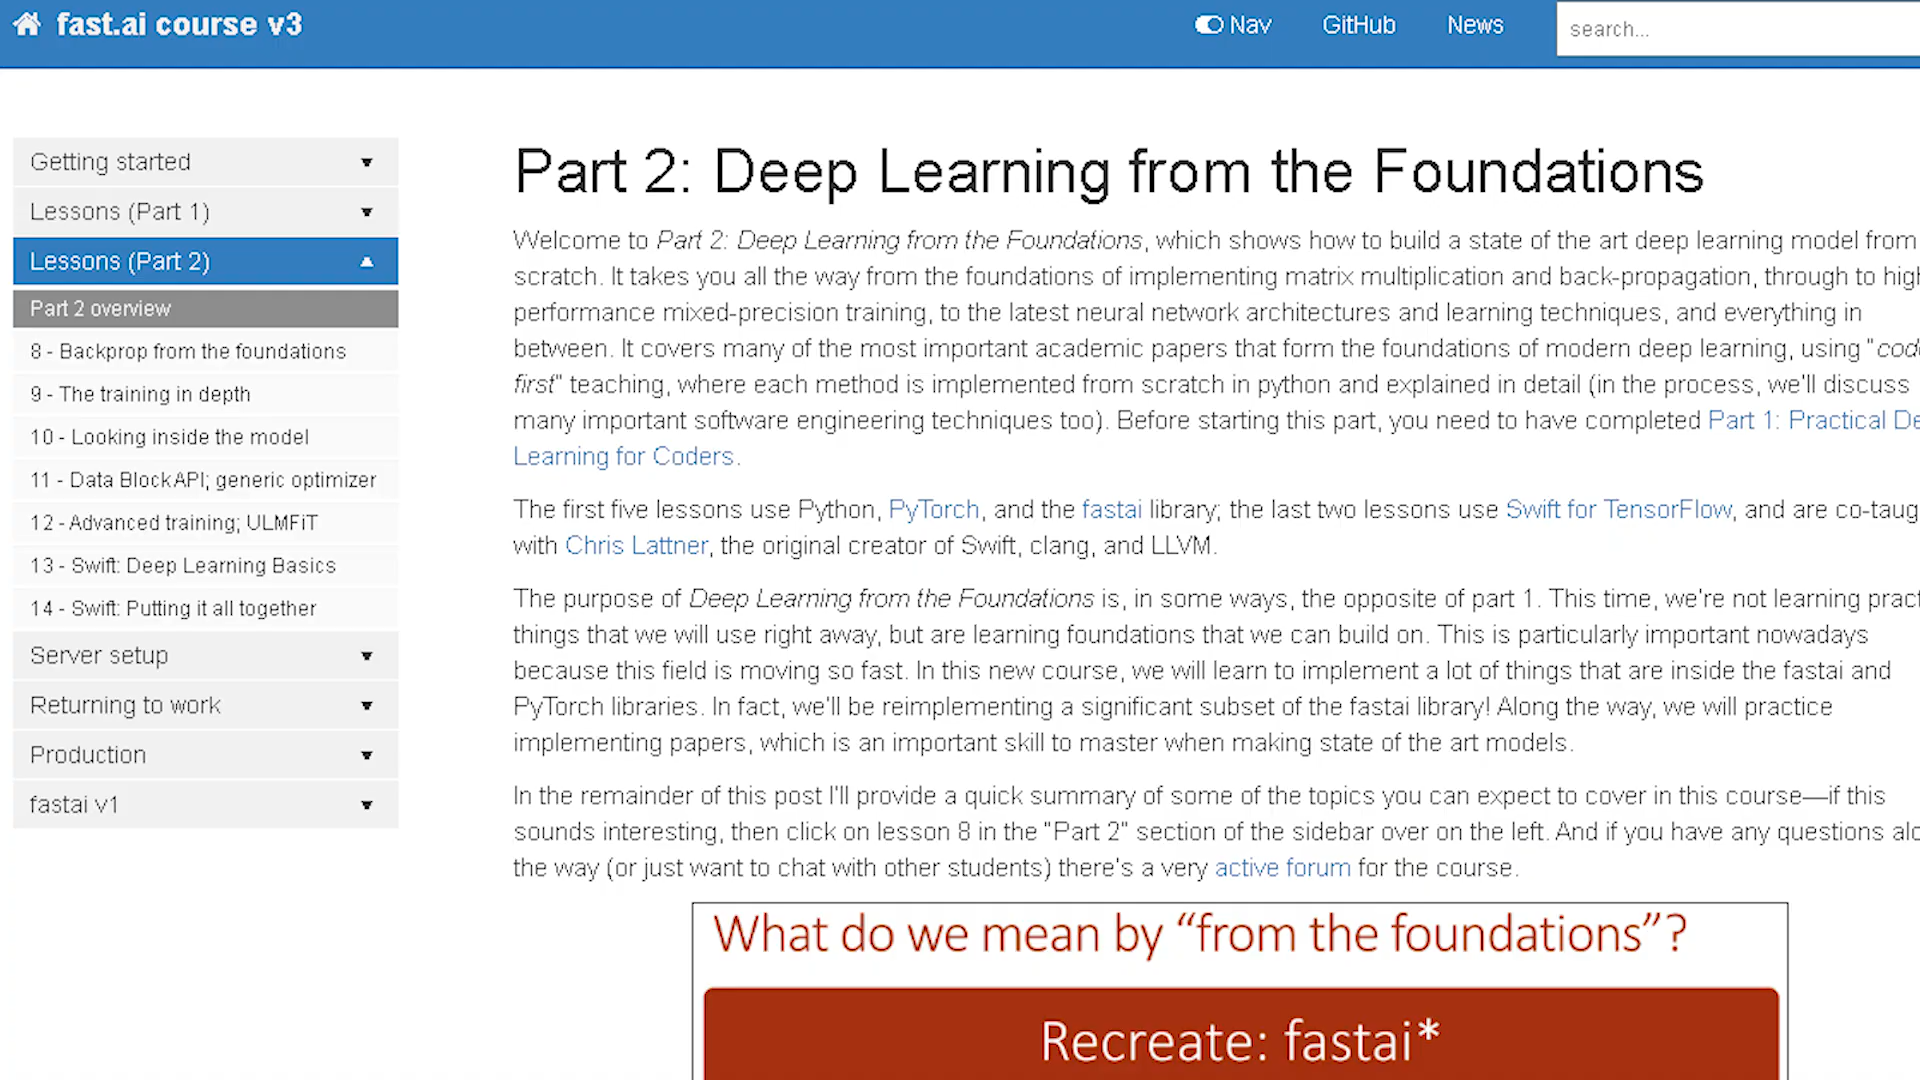 fast.ai course v3
Nav
GitHub
News
search...
Getting started
Lessons (Part 1)
Lessons (Part 2)
Part 2 overview
8 - Backprop from the foundations
9 - The training in depth
10 - Looking inside the model
11 - Data Block API; generic optimizer
12 - Advanced training; ULMFiT
13 - Swift: Deep Learning Basics
14 - Swift: Putting it all together
Server setup
Returning to work
Production
fastai v1
Part 2: Deep Learning from the Foundations
Welcome to Part 2: Deep Learning from the Foundations, which shows how to build a state of the art deep learning model from
scratch. It takes you all the way from the foundations of implementing matrix multiplication and back-propagation, through to high
performance mixed-precision training, to the latest neural network architectures and learning techniques, and everything in
between. It covers many of the most important academic papers that form the foundations of modern deep learning, using "code
first" teaching, where each method is implemented from scratch in python and explained in detail (in the process, we'll discuss
many important software engineering techniques too). Before starting this part, you need to have completed Part 1: Practical De
Learning for Coders.
The first five lessons use Python, PyTorch, and the fastai library; the last two lessons use Swift for TensorFlow, and are co-taug
with Chris Lattner, the original creator of Swift, clang, and LLVM.
The purpose of Deep Learning from the Foundations is, in some ways, the opposite of part 1. This time, we're not learning pract
things that we will use right away, but are learning foundations that we can build on. This is particularly important nowadays
because this field is moving so fast. In this new course, we will learn to implement a lot of things that are inside the fastai and
PyTorch libraries. In fact, we'll be reimplementing a significant subset of the fastai library! Along the way, we will practice
implementing papers, which is an important skill to master when making state of the art models.
In the remainder of this post I'll provide a quick summary of some of the topics you can expect to cover in this course—if this
sounds interesting, then click on lesson 8 in the "Part 2" section of the sidebar over on the left. And if you have any questions alo
the way (or just want to chat with other students) there's a very active forum for the course.
What do we mean by “from the foundations”?
Recreate: fastai*